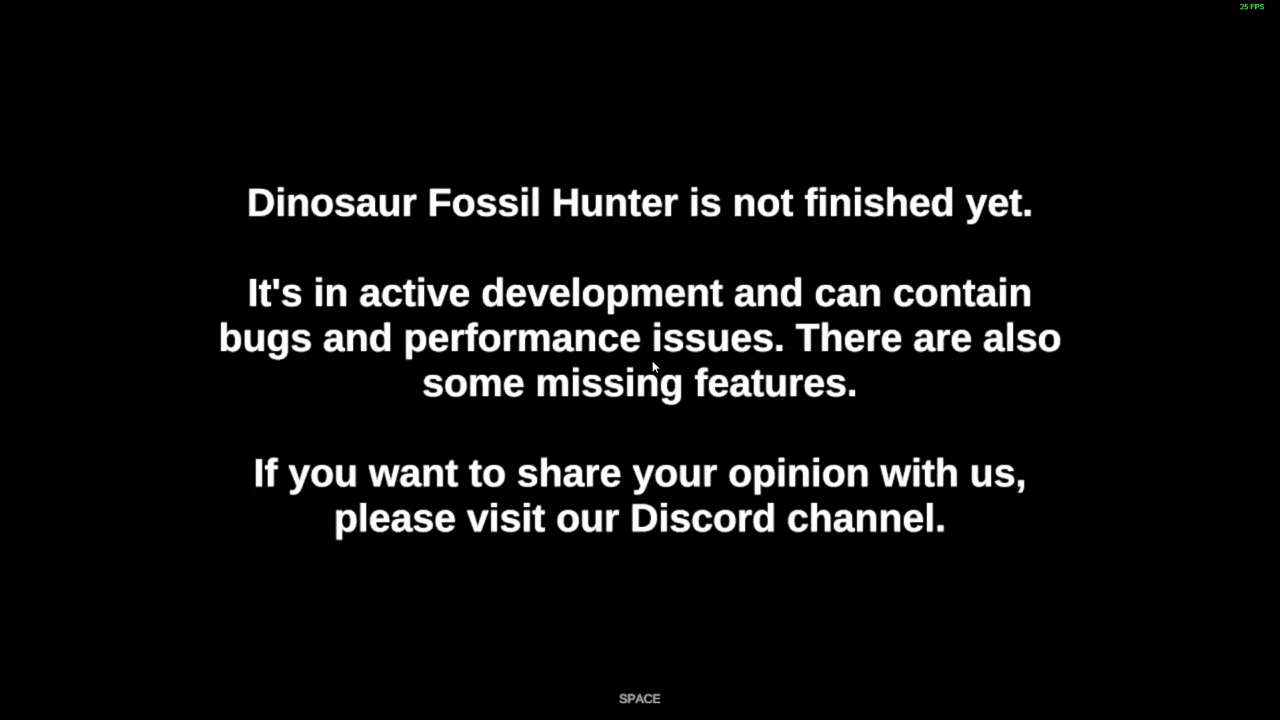 25 FPS
Dinosaur Fossil Hunter is not finished yet.
It's in active development and can contain
bugs and performance issues. There are also
some missing features.
If you want to share your opinion with us,
please visit our Discord channel.
SPACE